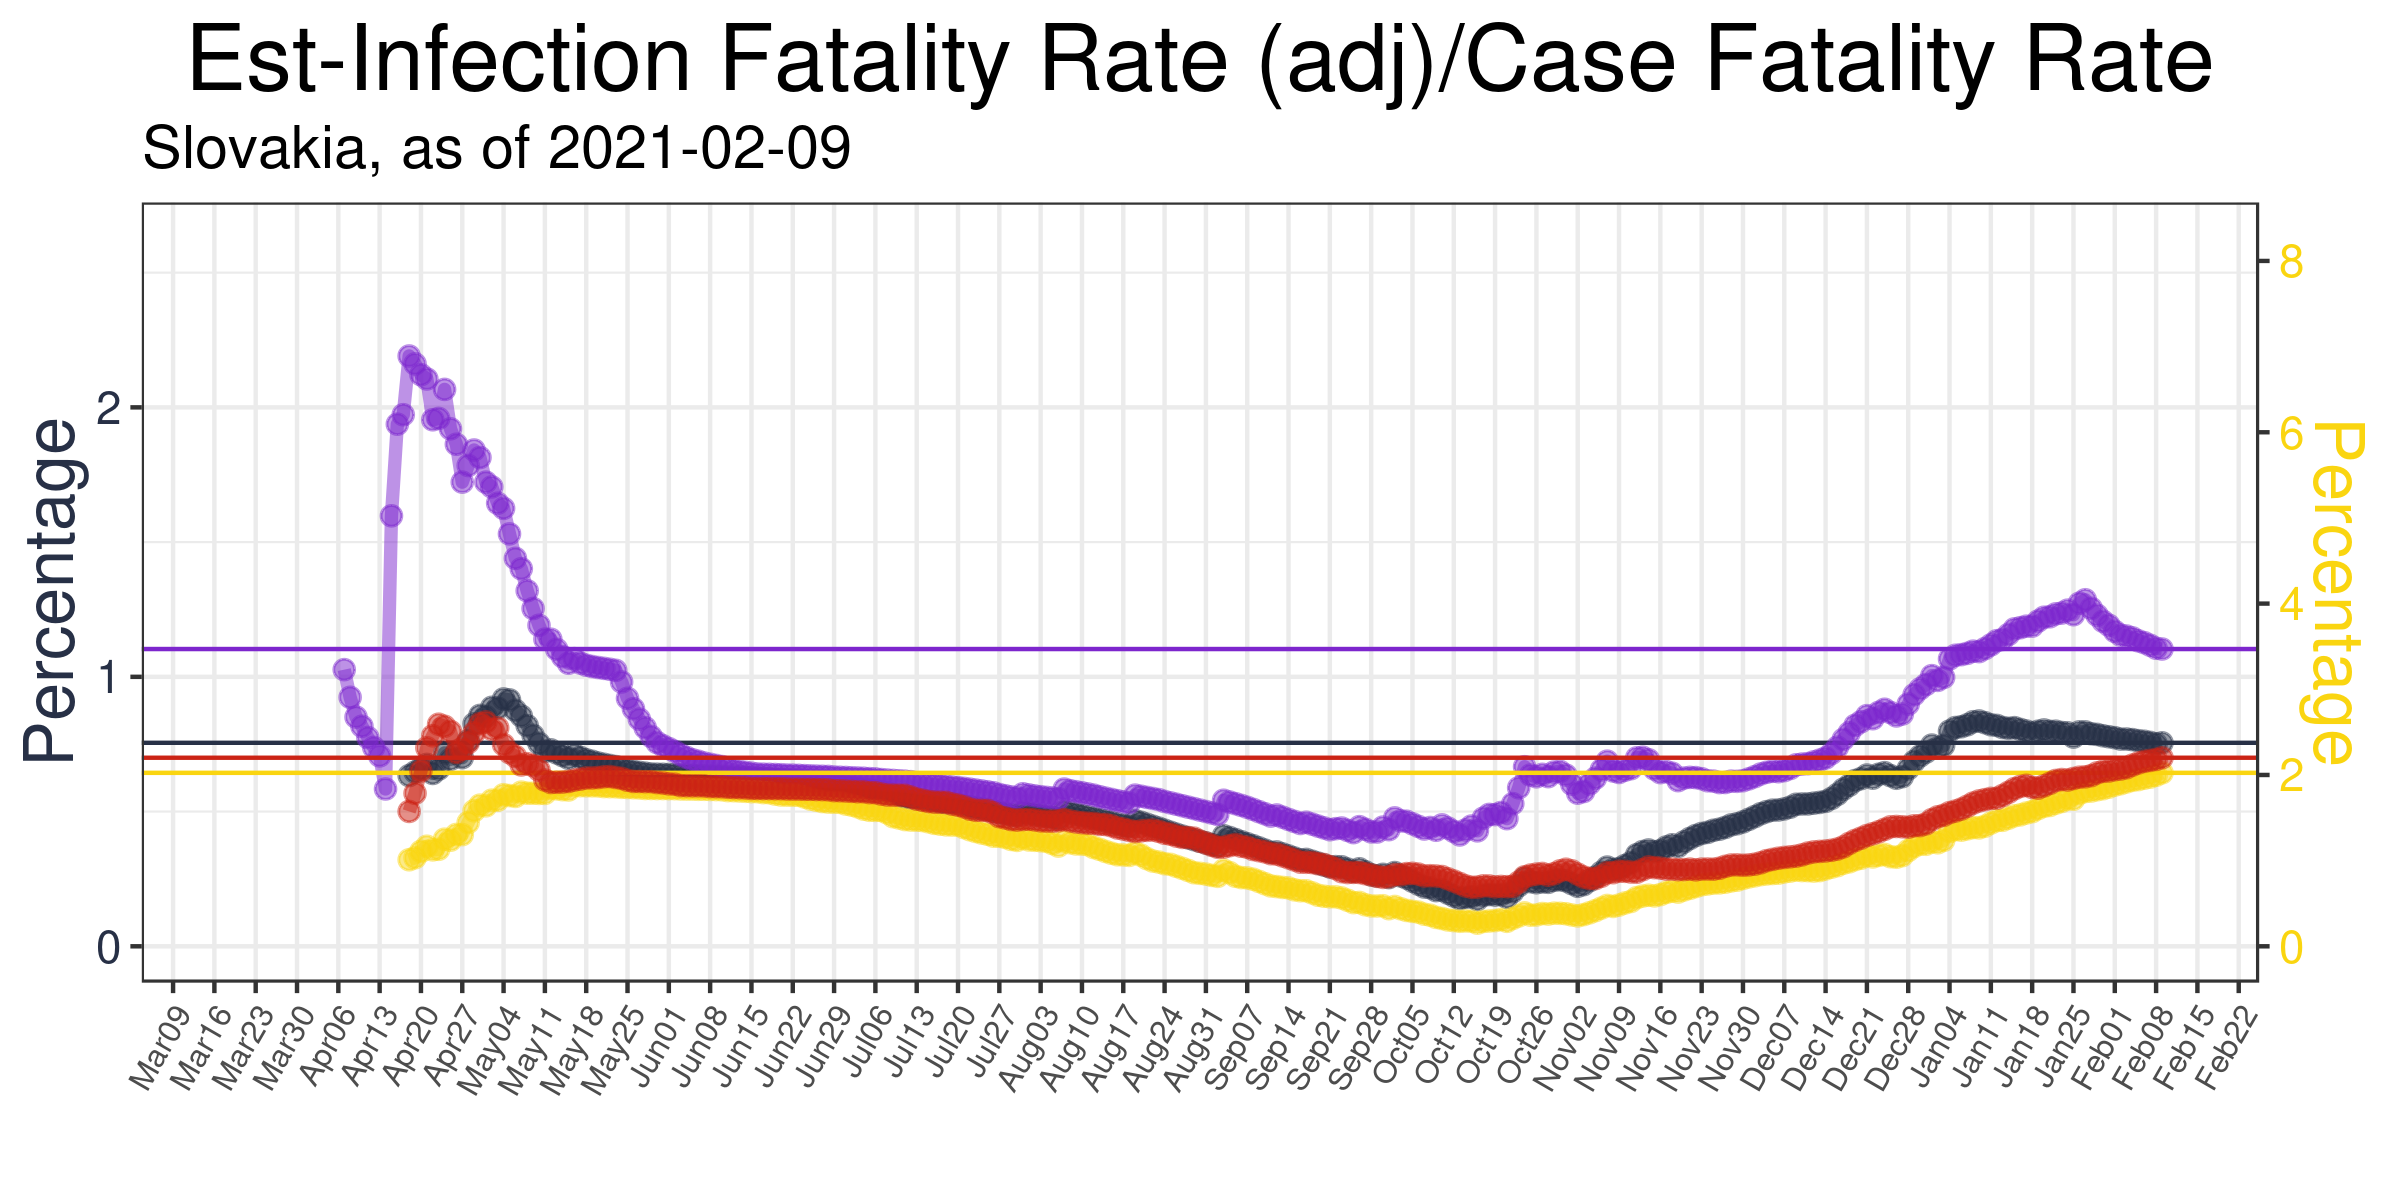 Est-Infection Fatality Rate (adj)/Case Fatality Rate
Slovakia, as of 2021-02-09
Percentage
2
1
0
8
6
4
2
0
Percentage
Mar09 Mar16 Mar23 Mar30 Apr06 Apr13 Apr20 Apr27 May04 May11 May18 May25 Jun01 Jun08 Jun15 Jun22 Jun29 Jul06 Jul13 Jul20 Jul27 Aug03 Aug10 Aug17 Aug24 Aug31 Sep07 Sep14 Sep21 Sep28 Oct05 Oct12 Oct19 Oct26 Nov02 Nov09 Nov16 Nov23 Nov30 Dec07 Dec14 Dec21 Dec28 Jan04 Jan11 Jan18 Jan25 Feb01 Feb08 Feb15 Feb22